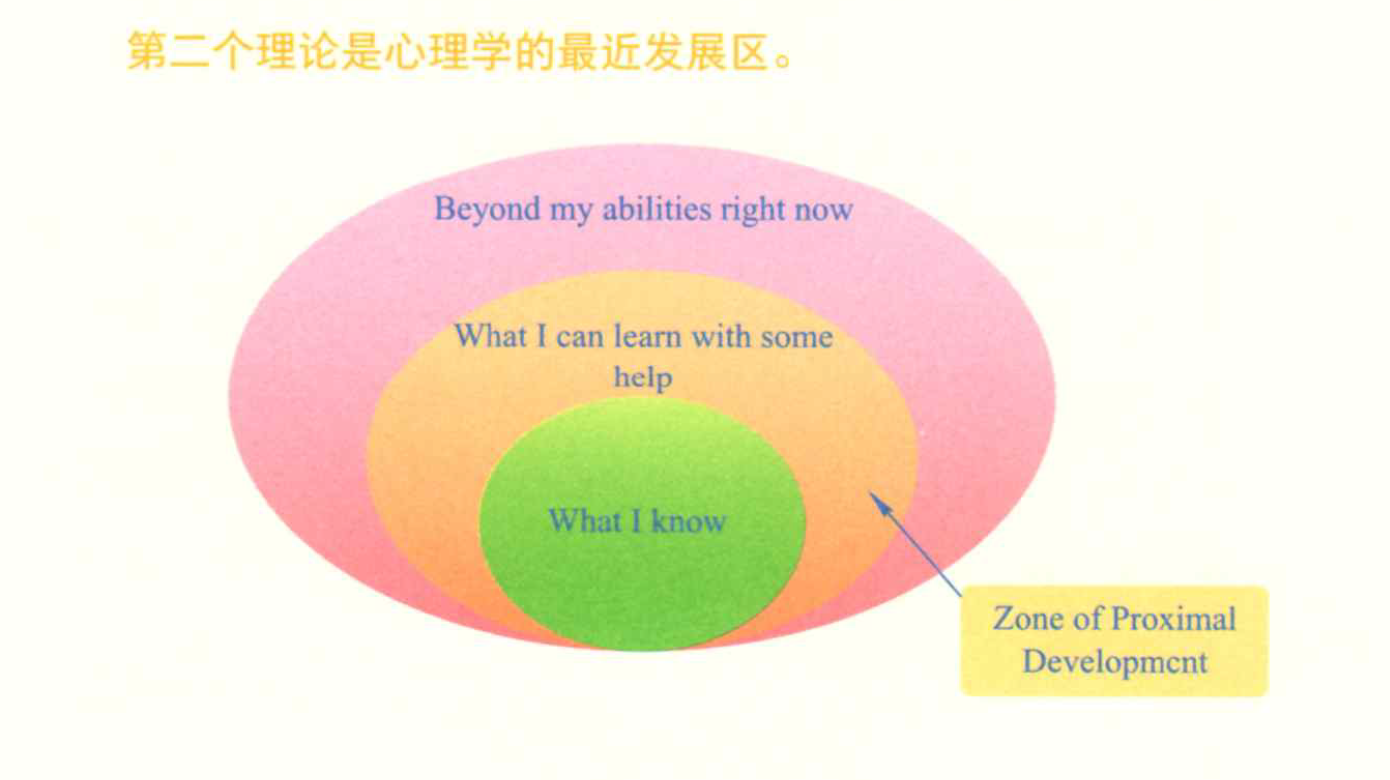 第二个理论是心理学的最近发展区。
Beyond my abilities right now
What I can learn with some
help
What I know
Zone of Proximal
Development